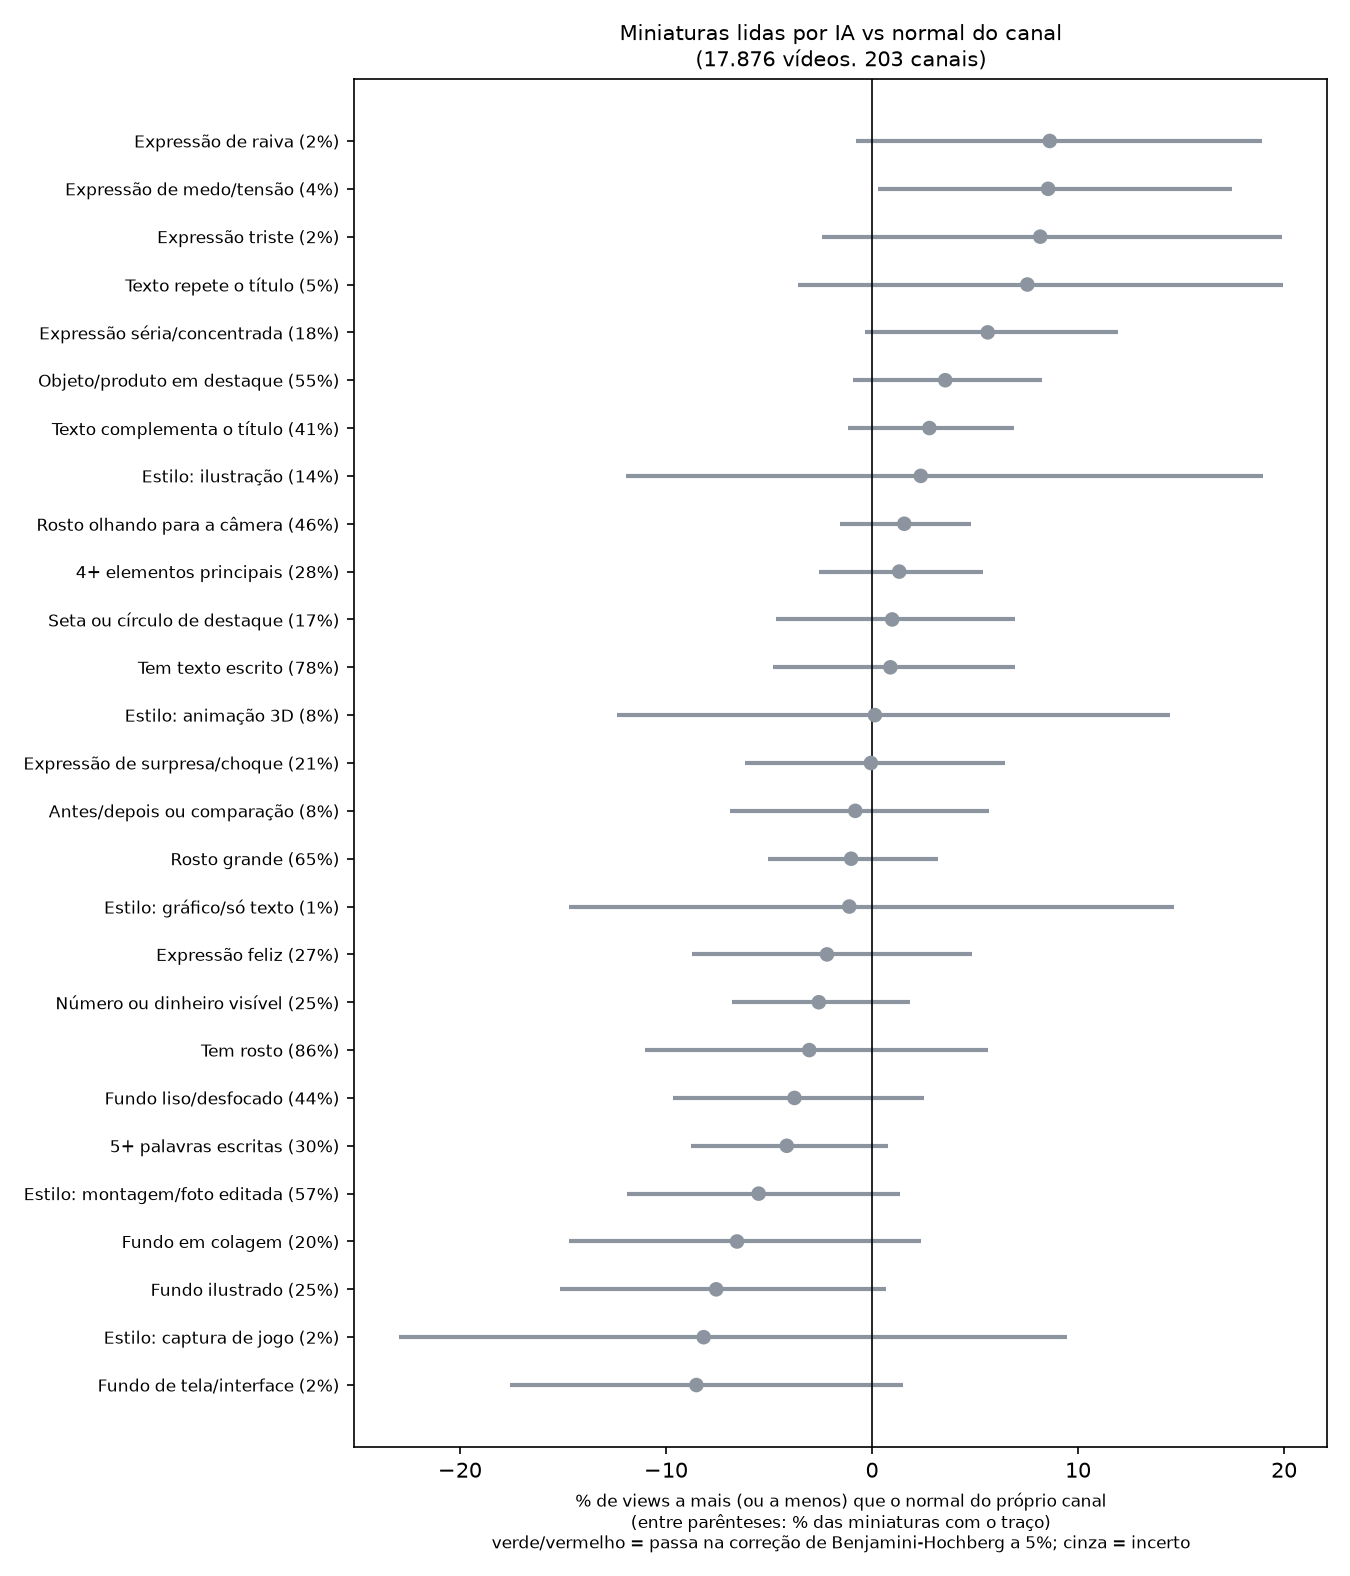 Miniaturas lidas por IA vs normal do canal
(17.876 vídeos. 203 canais)
Expressão de raiva (2%)
Expressão de medo/tensão (4%)
Expressão triste (2%)
Texto repete o título (5%)
Expressão séria/concentrada (18%)
Objeto/produto em destaque (55%)
Texto complementa o título (41%)
Estilo: ilustração (14%)
Rosto olhando para a câmera (46%)
4+ elementos principais (28%)
Seta ou círculo de destaque (17%)
Tem texto escrito (78%)
Estilo: animação 3D (8%)
Expressão de surpresa/choque (21%)
Antes/depois ou comparação (8%)
Rosto grande (65%)
Estilo: gráfico/só texto (1%)
Expressão feliz (27%)
Número ou dinheiro visível (25%)
Tem rosto (86%)
Fundo liso/desfocado (44%)
5+ palavras escritas (30%)
Estilo: montagem/foto editada (57%)
Fundo em colagem (20%)
Fundo ilustrado (25%)
Estilo: captura de jogo (2%)
Fundo de tela/interface (2%)
−20 −10 0 10 20
% de views a mais (ou a menos) que o normal do próprio canal
(entre parênteses: % das miniaturas com o traço)
verde/vermelho = passa na correção de Benjamini-Hochberg a 5%; cinza = incerto